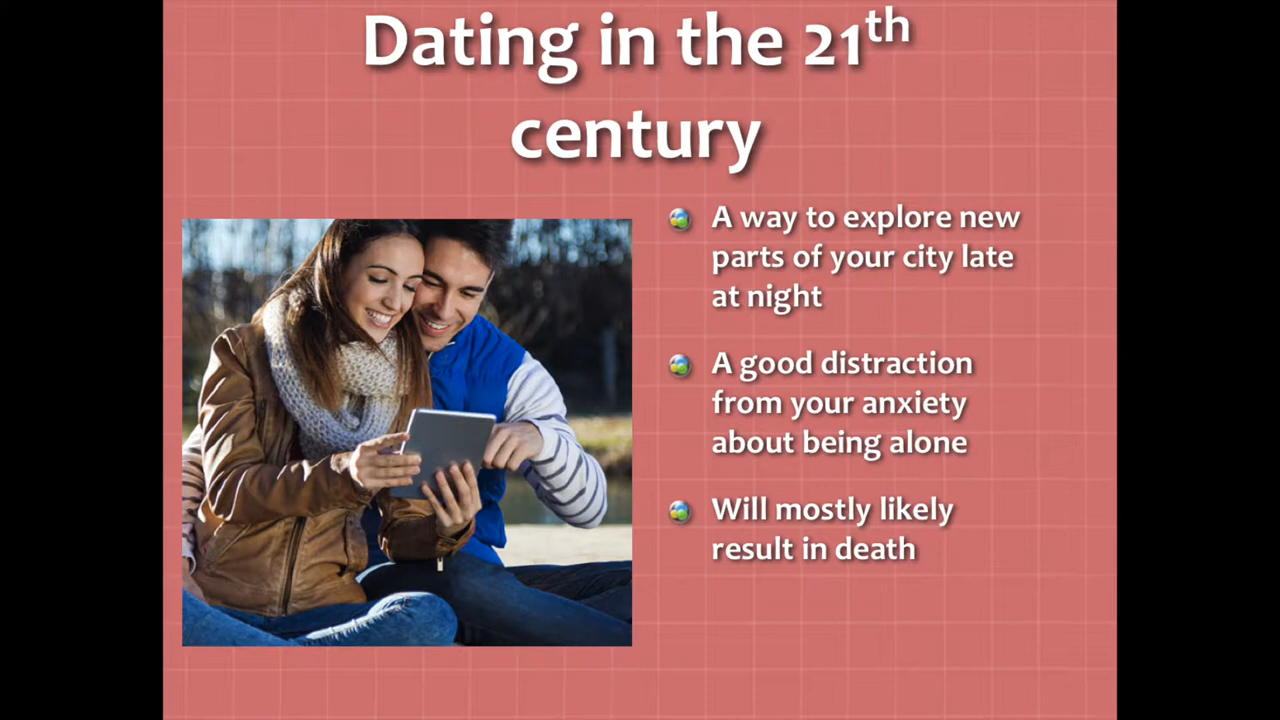 Dating in the 21th
century
A way to explore new
parts of your city late
at night
A good distraction
from your anxiety
about being alone
Will mostly likely
result in death